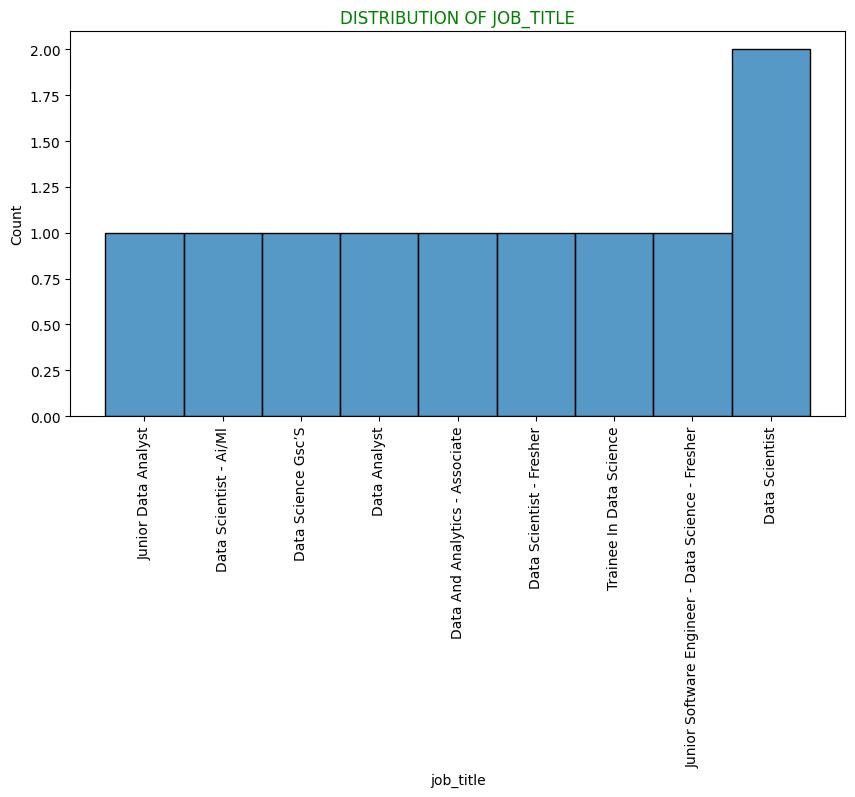 DISTRIBUTION OF JOB_TITLE
Count
2.00
1.75
1.50
1.25
1.00
0.75
0.50
0.25
0.00
Junior Data Analyst
Data Scientist - Ai/Ml
Data Science Gsc’S
Data Analyst
Data And Analytics - Associate
Data Scientist - Fresher
Trainee In Data Science
Junior Software Engineer - Data Science - Fresher
Data Scientist
job_title